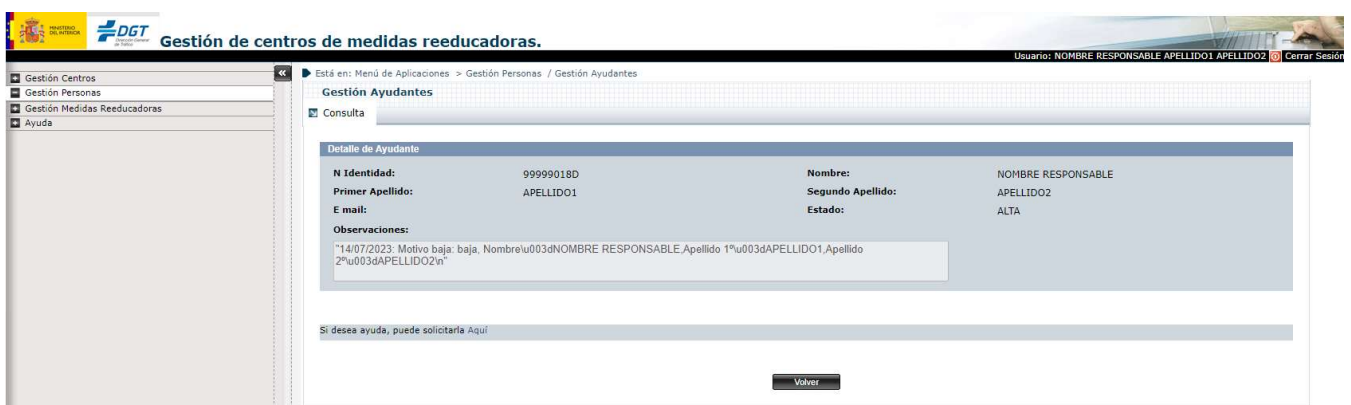 MINISTERIO
DEL INTERIOR
DGT
Dirección General
de Tráfico
Gestión de centros de medidas reeducadoras.
Usuario: NOMBRE RESPONSABLE APELLIDO1 APELLIDO2 Cerrar Sesión
Gestión Centros
Gestión Personas
Gestión Medidas Reeducadoras
Ayuda
«
Está en: Menú de Aplicaciones > Gestión Personas / Gestión Ayudantes
Gestión Ayudantes
Consulta
Detalle de Ayudante
N Identidad: 99999018D Nombre: NOMBRE RESPONSABLE
Primer Apellido: APELLIDO1 Segundo Apellido: APELLIDO2
E mail: Estado: ALTA
Observaciones:
"14/07/2023: Motivo baja: baja, Nombre\u003dNOMBRE RESPONSABLE,Apellido 1º\u003dAPELLIDO1,Apellido
2º\u003dAPELLIDO2\n"
Si desea ayuda, puede solicitarla Aquí
Volver